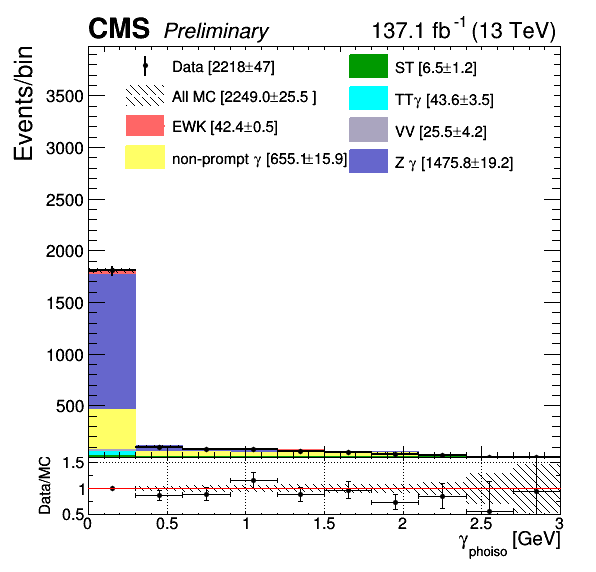 CMS Preliminary 137.1 fb⁻¹ (13 TeV)
Events/bin
Data [2218±47]
All MC [2249.0±25.5 ]
EWK [42.4±0.5]
non-prompt γ [655.1±15.9]
ST [6.5±1.2]
TTγ [43.6±3.5]
VV [25.5±4.2]
Z γ [1475.8±19.2]
3500
3000
2500
2000
1500
1000
500
Data/MC
1.5
1
0.5
0 0.5 1 1.5 2 2.5 3
γphoiso [GeV]